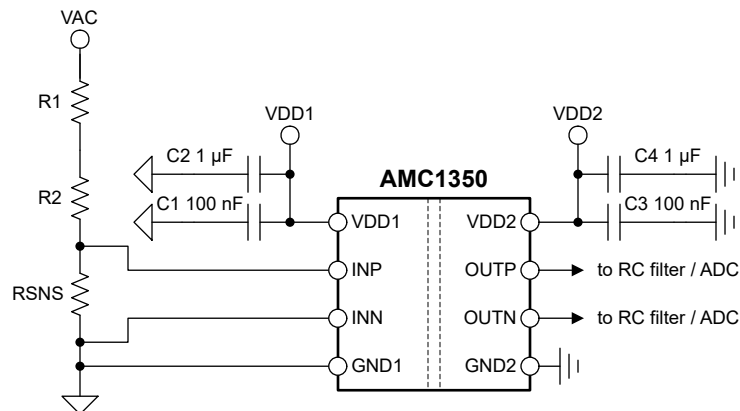 VAC
R1
R2
RSNS
VDD1
C2 1 µF
C1 100 nF
AMC1350
VDD1
INP
INN
GND1
VDD2
OUTP
OUTN
GND2
VDD2
C4 1 µF
C3 100 nF
to RC filter / ADC
to RC filter / ADC